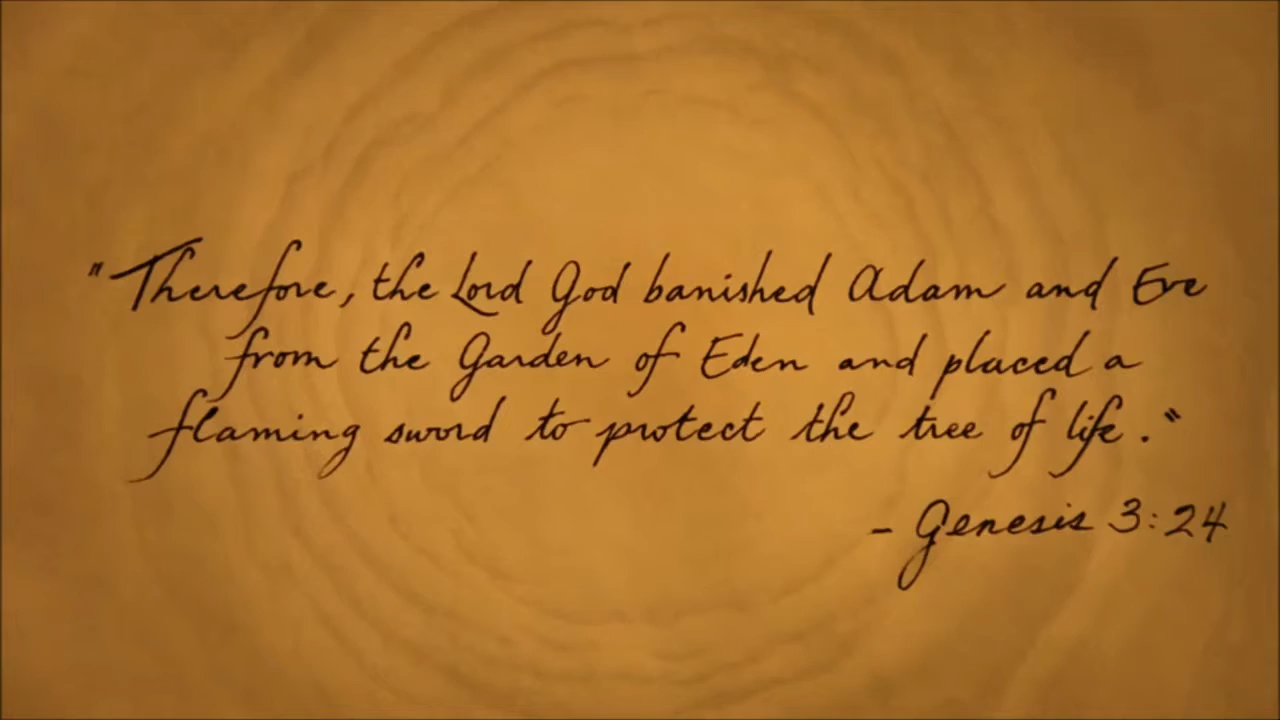 "Therefore, the Lord God banished Adam and Eve
from the Garden of Eden and placed a
flaming sword to protect the tree of life."
- Genesis 3:24